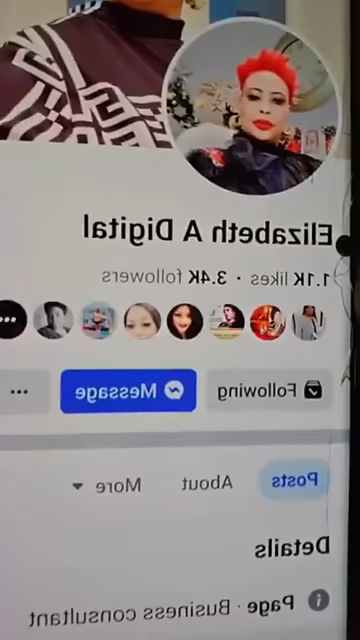 Elizabeth A Digital
1.1K likes • 3.4K followers
Following
Message
Posts
About
More
Details
Page · Business consultant